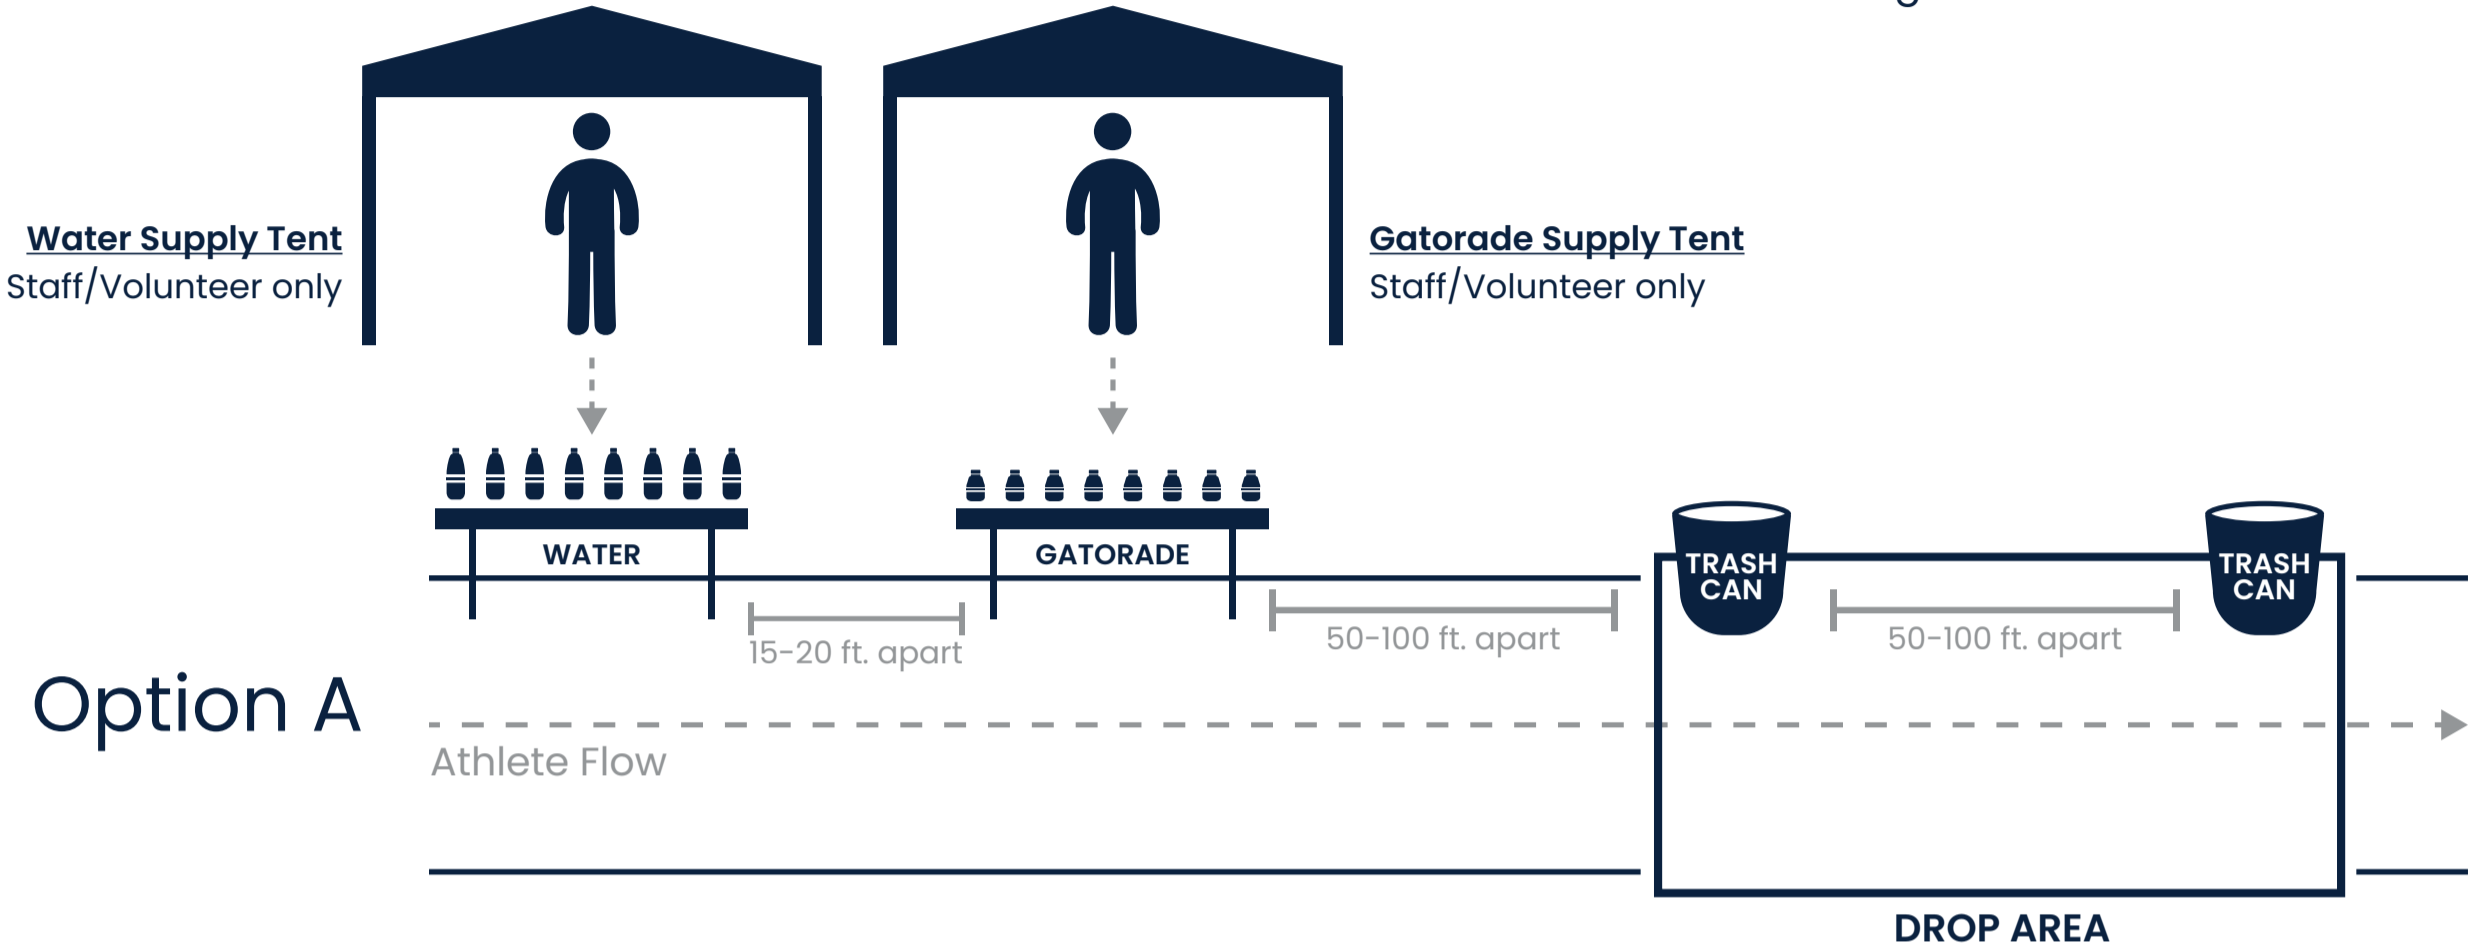 Water Supply Tent
Staff/Volunteer only
Gatorade Supply Tent
Staff/Volunteer only
WATER
GATORADE
TRASH
CAN
TRASH
CAN
15-20 ft. apart
50-100 ft. apart
50-100 ft. apart
Option A
Athlete Flow
DROP AREA